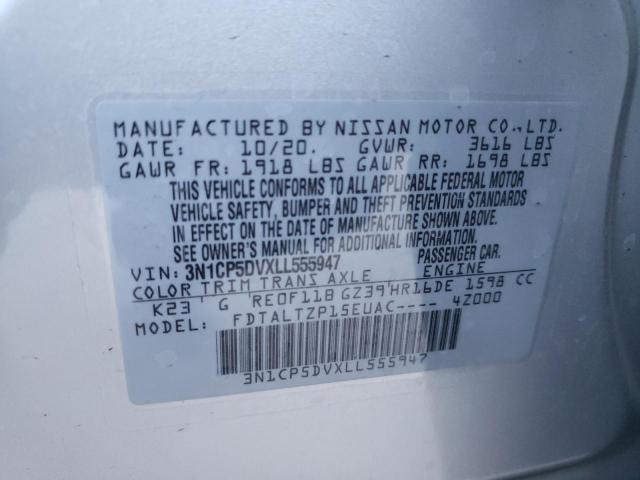 MANUFACTURED BY NISSAN MOTOR CO.,LTD.
DATE: 10/20. GVWR: 3616 LBS
GAWR FR: 1918 LBS GAWR RR: 1698 LBS
THIS VEHICLE CONFORMS TO ALL APPLICABLE FEDERAL MOTOR
VEHICLE SAFETY, BUMPER AND THEFT PREVENTION STANDARDS
IN EFFECT ON THE DATE OF MANUFACTURE SHOWN ABOVE.
SEE OWNER'S MANUAL FOR ADDITIONAL INFORMATION.
VIN: 3N1CP5DVXLL555947 PASSENGER CAR.
COLOR TRIM TRANS AXLE ENGINE
K23 G RE0F11B GZ39 HR16DE 1598 CC
MODEL: FDTALTZP15EUAC---- 4Z000
3N1CP5DVXLL555947